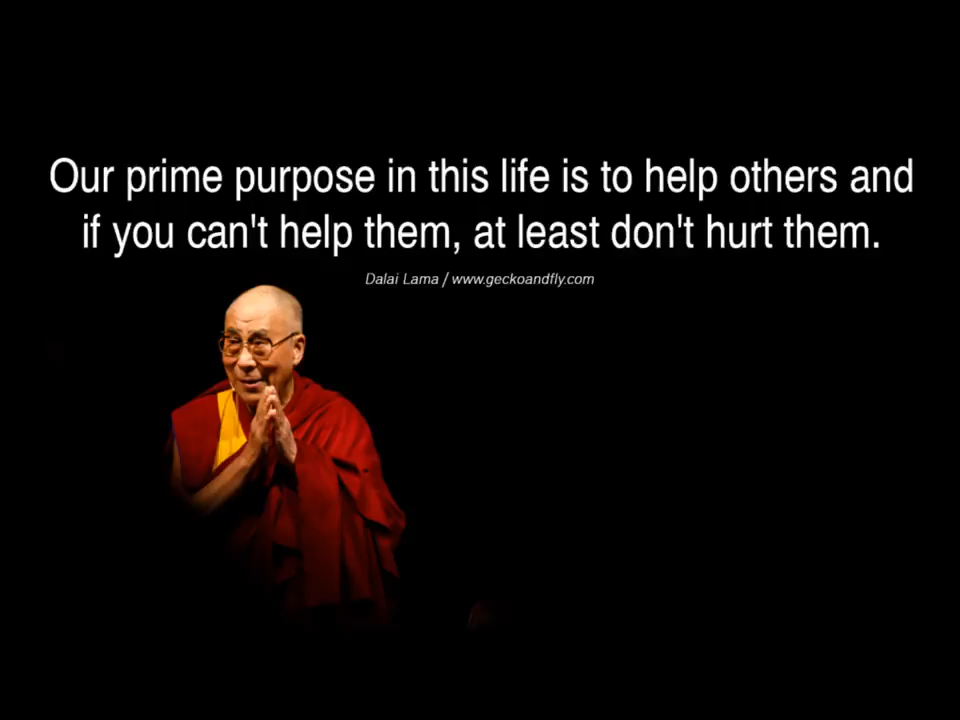 Our prime purpose in this life is to help others and
if you can't help them, at least don't hurt them.
Dalai Lama / www.geckoandfly.com